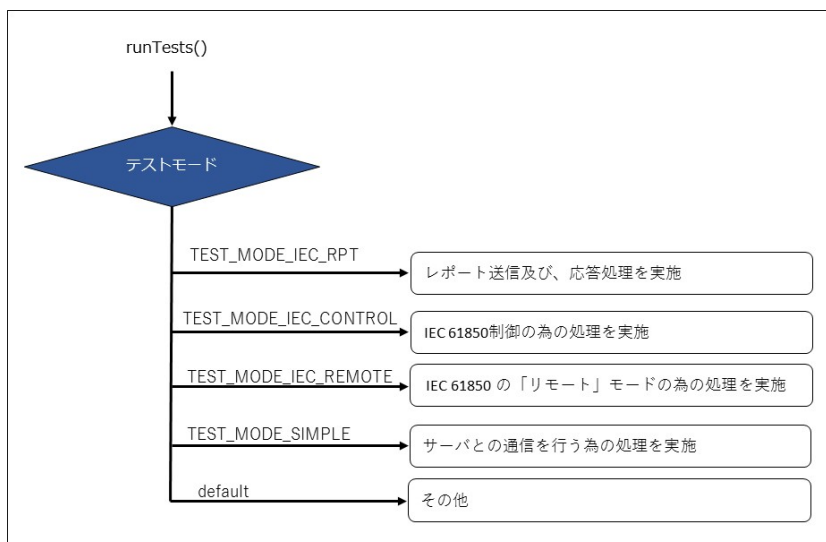 runTests()
テストモード
TEST_MODE_IEC_RPT
レポート送信及び、応答処理を実施
TEST_MODE_IEC_CONTROL
IEC 61850制御の為の処理を実施
TEST_MODE_IEC_REMOTE
IEC 61850 の「リモート」モードの為の処理を実施
TEST_MODE_SIMPLE
サーバとの通信を行う為の処理を実施
default
その他